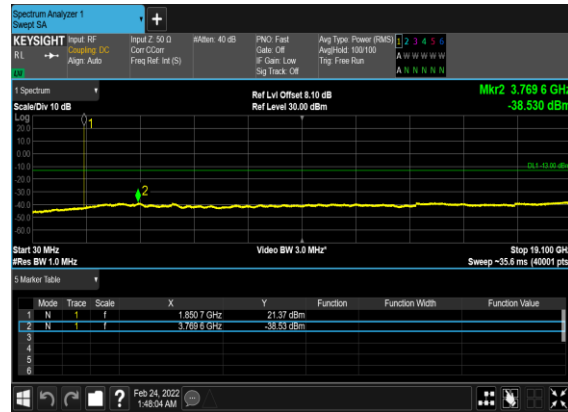 Spectrum Analyzer 1
Swept SA
+
KEYSIGHT Input: RF Input Z: 50 Ω #Atten: 40 dB PNO: Fast Avg Type: Power (RMS) 1 2 3 4 5 6
RL Coupling: DC Corr CCorr Gate: Off Avg|Hold: 100/100 A W W W W W
Align: Auto Freq Ref: Int (S) IF Gain: Low Trig: Free Run
Sig Track: Off A N N N N N
1 Spectrum Ref Lvl Offset 8.10 dB Mkr2 3.769 6 GHz
Scale/Div 10 dB Ref Level 30.00 dBm -38.530 dBm
Log
1
20.0
10.0
0.00
-10.0 DL1 -13.00 dBm
-20.0
-30.0 2
-40.0
-50.0
-60.0
Start 30 MHz Video BW 3.0 MHz* Stop 19.100 GHz
#Res BW 1.0 MHz Sweep ~35.6 ms (40001 pts)
5 Marker Table
Mode Trace Scale X Y Function Function Width Function Value
1 N 1 f 1.850 7 GHz 21.37 dBm
2 N 1 f 3.769 6 GHz -38.53 dBm
3
4
5
6
? Feb 24, 2022
1:48:04 AM